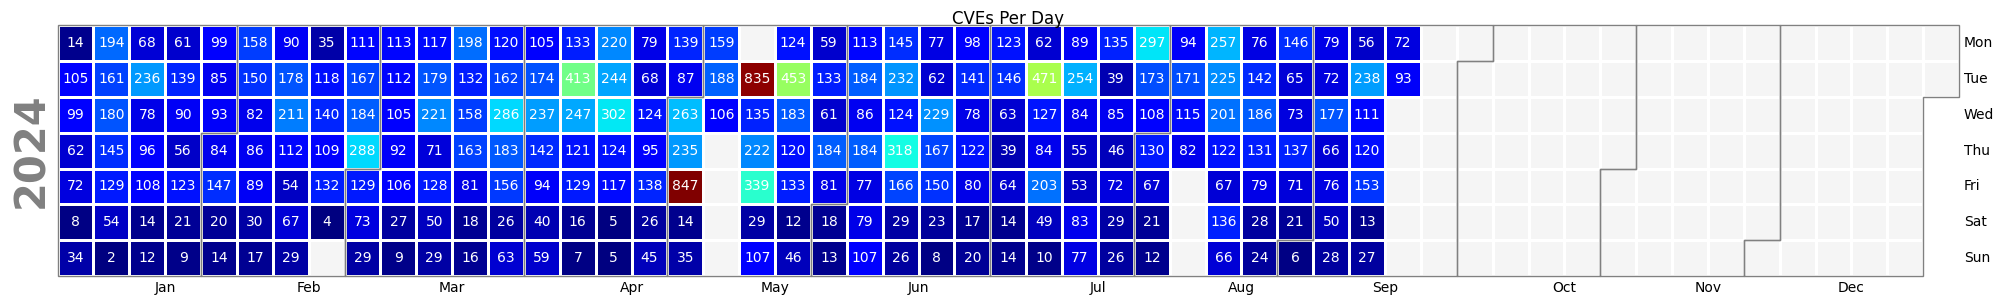 CVEs Per Day
2024
14 194 68 61 99 158 90 35 111 113 117 198 120 105 133 220 79 139 159 124 59 113 145 77 98 123 62 89 135 297 94 257 76 146 79 56 72 Mon
105 161 236 139 85 150 178 118 167 112 179 132 162 174 413 244 68 87 188 835 453 133 184 232 62 141 146 471 254 39 173 171 225 142 65 72 238 93 Tue
99 180 78 90 93 82 211 140 184 105 221 158 286 237 247 302 124 263 106 135 183 61 86 124 229 78 63 127 84 85 108 115 201 186 73 177 111 Wed
62 145 96 56 84 86 112 109 288 92 71 163 183 142 121 124 95 235 222 120 184 184 318 167 122 39 84 55 46 130 82 122 131 137 66 120 Thu
72 129 108 123 147 89 54 132 129 106 128 81 156 94 129 117 138 847 339 133 81 77 166 150 80 64 203 53 72 67 67 79 71 76 153 Fri
8 54 14 21 20 30 67 4 73 27 50 18 26 40 16 5 26 14 29 12 18 79 29 23 17 14 49 83 29 21 136 28 21 50 13 Sat
34 2 12 9 14 17 29 29 9 29 16 63 59 7 5 45 35 107 46 13 107 26 8 20 14 10 77 26 12 66 24 6 28 27 Sun
Jan Feb Mar Apr May Jun Jul Aug Sep Oct Nov Dec